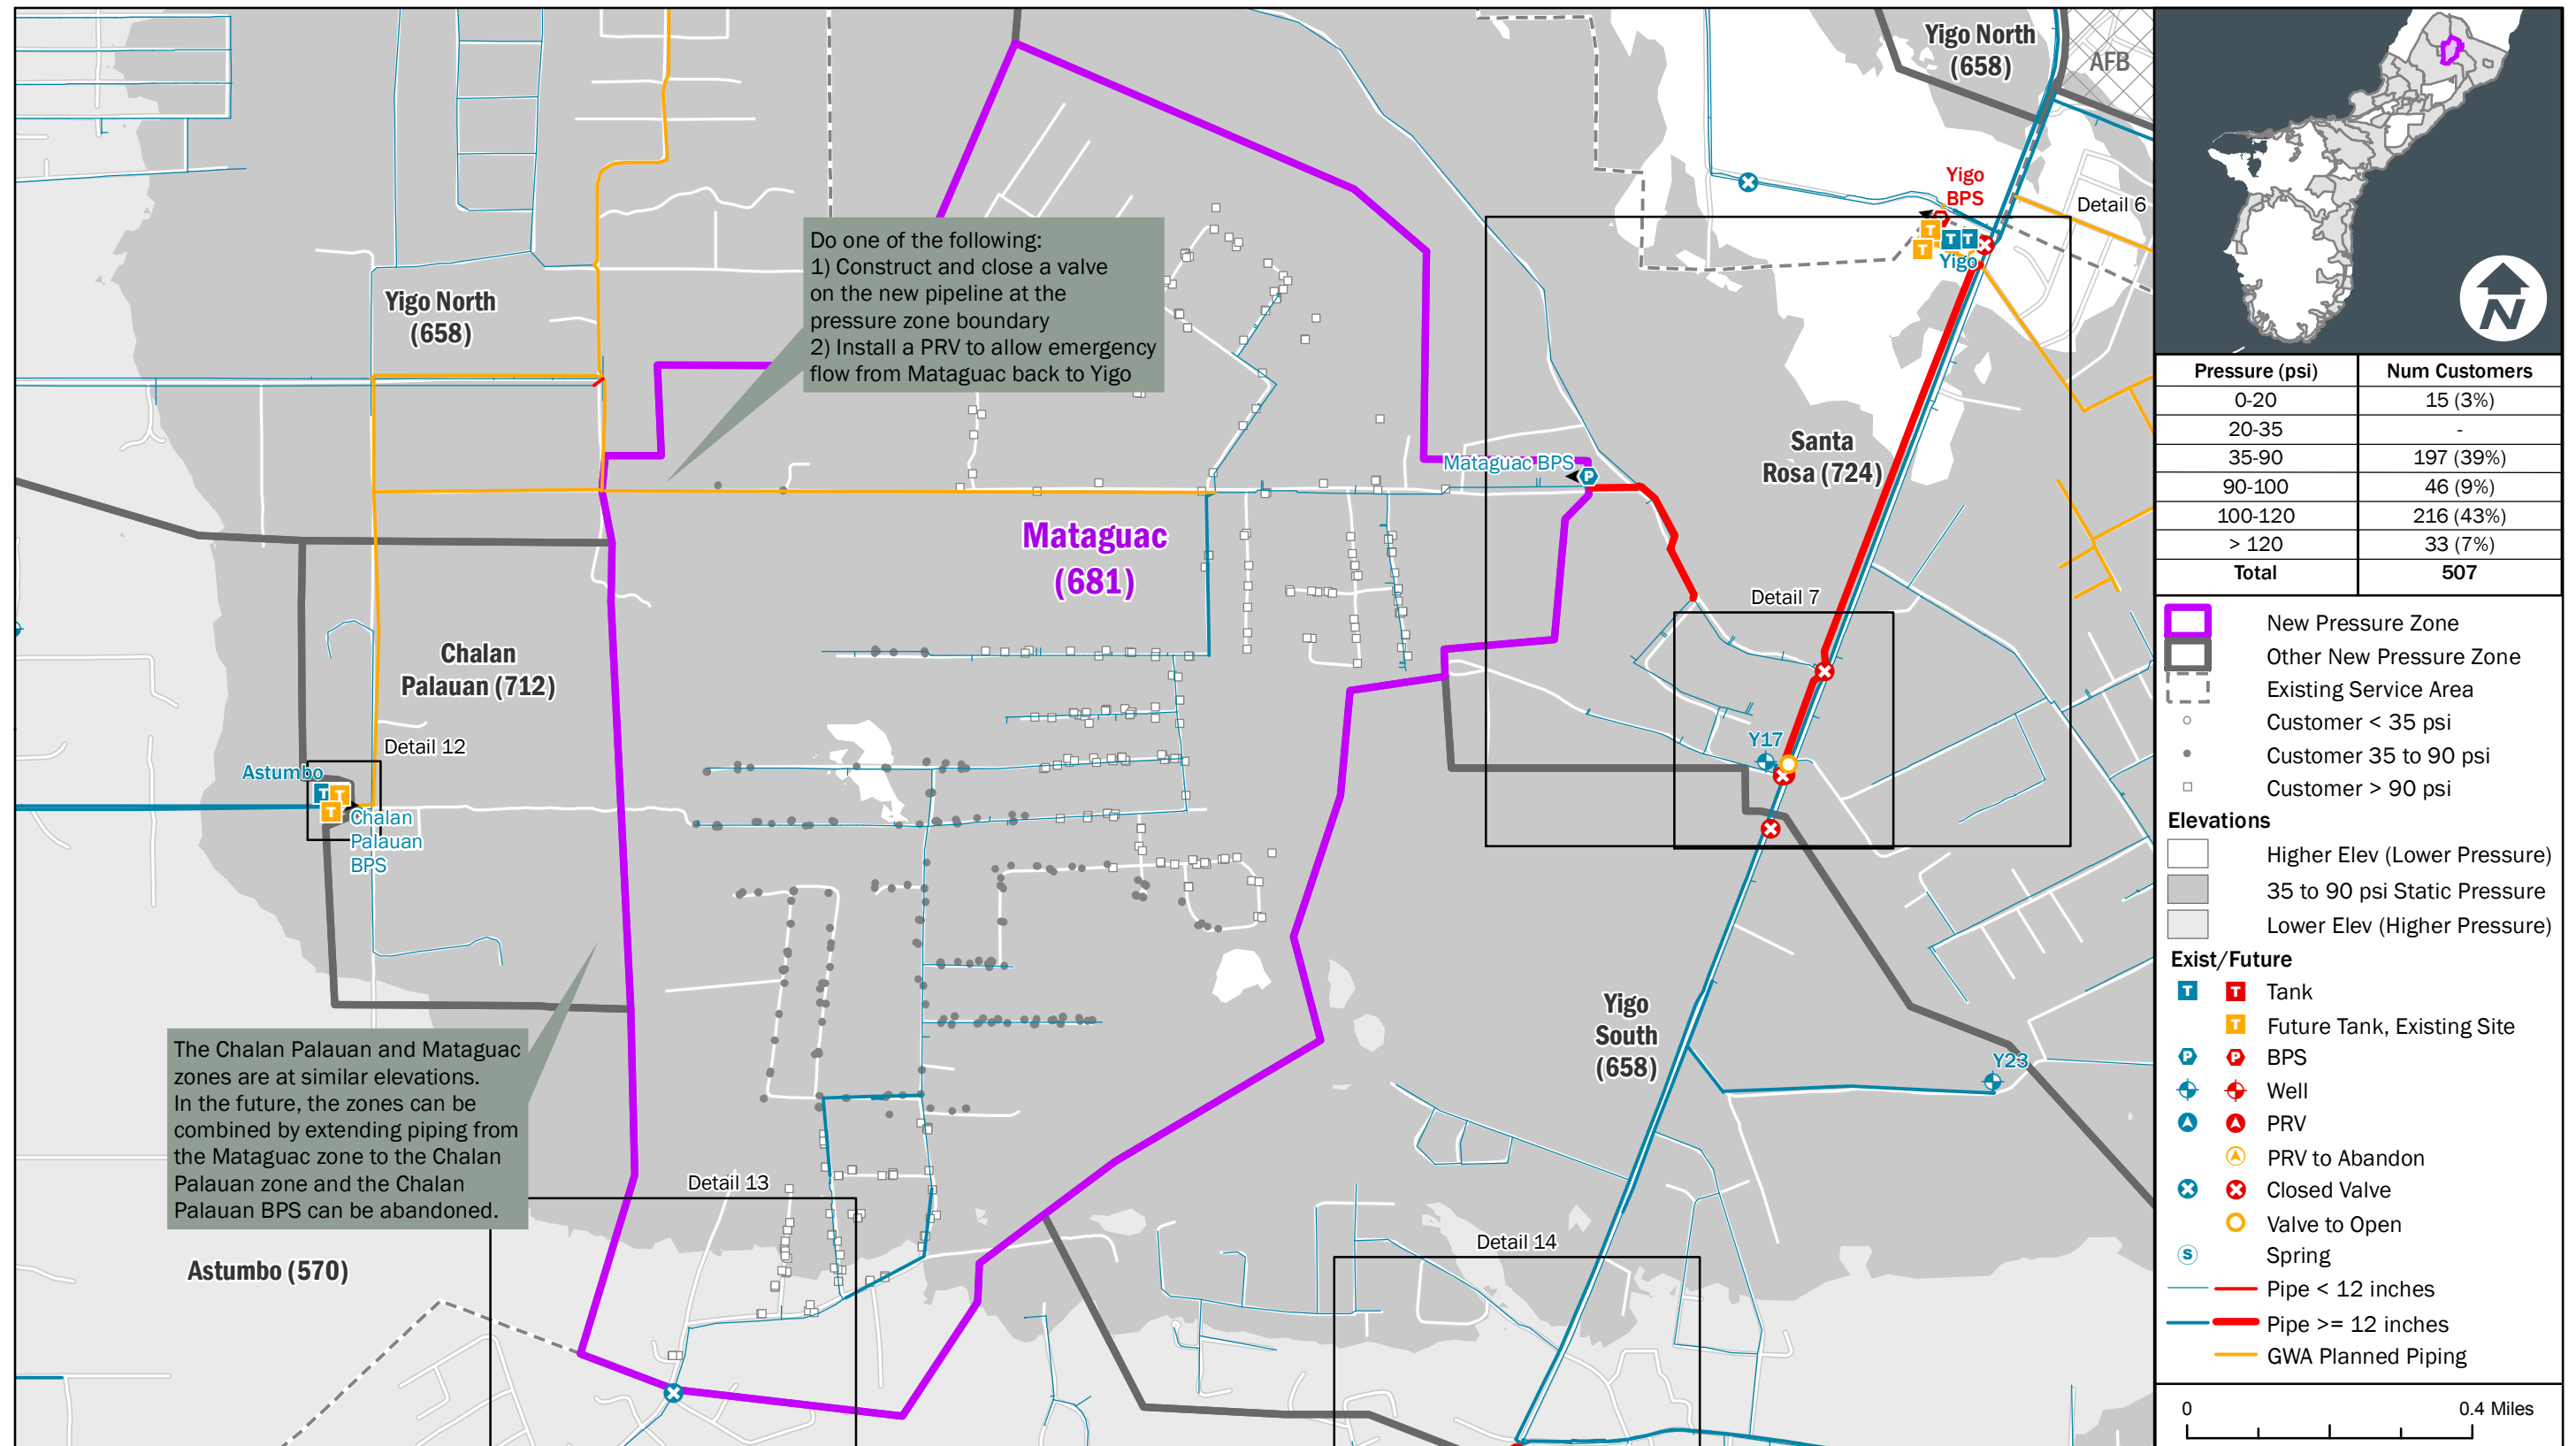 Yigo North
(658)
AFB
Yigo
BPS
Detail 6
Yigo
Do one of the following:
1) Construct and close a valve
on the new pipeline at the
pressure zone boundary
2) Install a PRV to allow emergency
flow from Mataguac back to Yigo
Yigo North
(658)
Mataguac BPS
P
Santa
Rosa (724)
Mataguac
(681)
Detail 7
Chalan
Palauan (712)
Detail 12
Astumbo
Chalan
Palauan
BPS
Y17
Yigo
South
(658)
Y23
The Chalan Palauan and Mataguac
zones are at similar elevations.
In the future, the zones can be
combined by extending piping from
the Mataguac zone to the Chalan
Palauan zone and the Chalan
Palauan BPS can be abandoned.
Detail 13
Detail 14
Astumbo (570)
N
Pressure (psi) Num Customers
0-20 15 (3%)
20-35 -
35-90 197 (39%)
90-100 46 (9%)
100-120 216 (43%)
> 120 33 (7%)
Total 507
New Pressure Zone
Other New Pressure Zone
Existing Service Area
Customer < 35 psi
Customer 35 to 90 psi
Customer > 90 psi
Elevations
Higher Elev (Lower Pressure)
35 to 90 psi Static Pressure
Lower Elev (Higher Pressure)
Exist/Future
T T Tank
T Future Tank, Existing Site
P P BPS
Well
PRV
PRV to Abandon
Closed Valve
Valve to Open
S Spring
Pipe < 12 inches
Pipe >= 12 inches
GWA Planned Piping
0 0.4 Miles